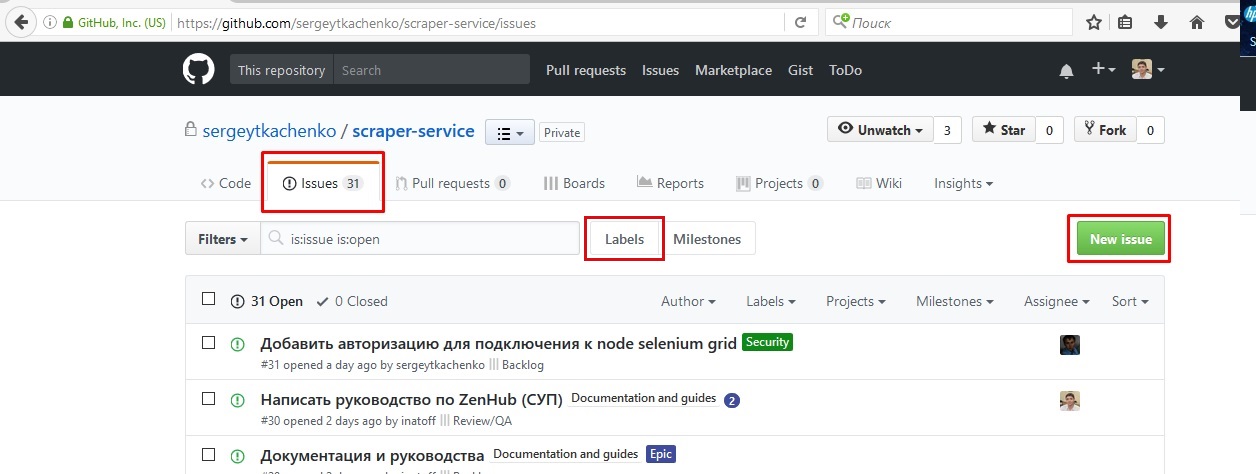 GitHub, Inc. (US) https://github.com/sergeytkachenko/scraper-service/issues Поиск
This repository Search Pull requests Issues Marketplace Gist ToDo
sergeytkachenko / scraper-service Private Unwatch 3 Star 0 Fork 0
Code Issues 31 Pull requests 0 Boards Reports Projects 0 Wiki Insights
Filters is:issue is:open Labels Milestones New issue
31 Open 0 Closed Author Labels Projects Milestones Assignee Sort
Добавить авторизацию для подключения к node selenium grid Security
#31 opened a day ago by sergeytkachenko Backlog
Написать руководство по ZenHub (СУП) Documentation and guides 2
#30 opened 2 days ago by inatoff Review/QA
Документация и руководства Documentation and guides Epic